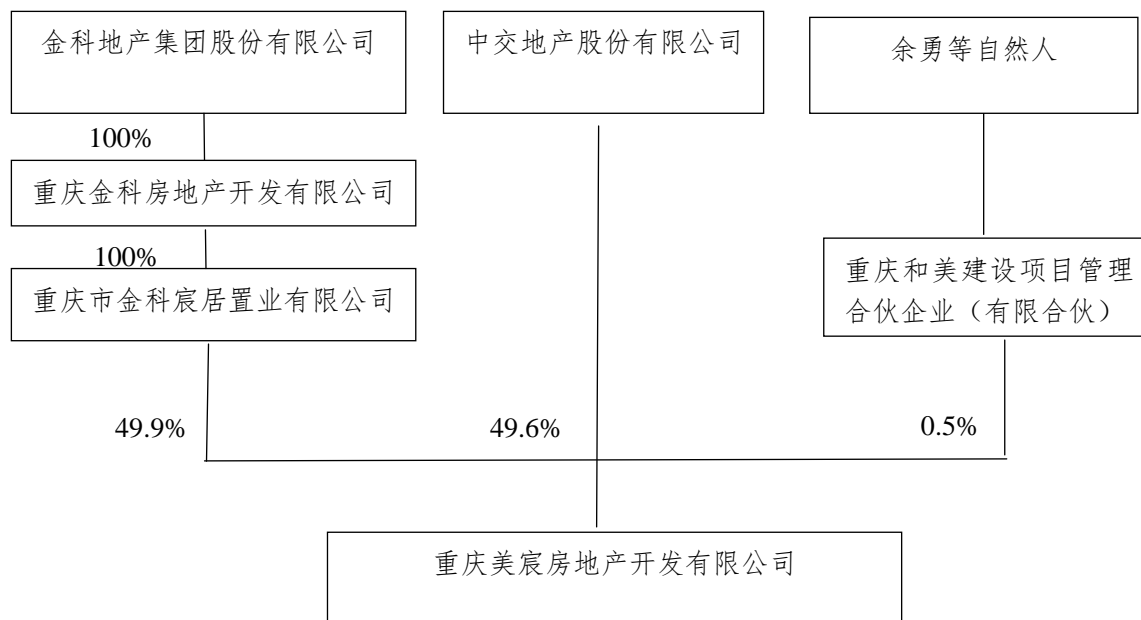 金科地产集团股份有限公司
中交地产股份有限公司
余勇等自然人
100%
重庆金科房地产开发有限公司
100%
重庆市金科宸居置业有限公司
重庆和美建设项目管理
合伙企业（有限合伙）
49.9%
49.6%
0.5%
重庆美宸房地产开发有限公司